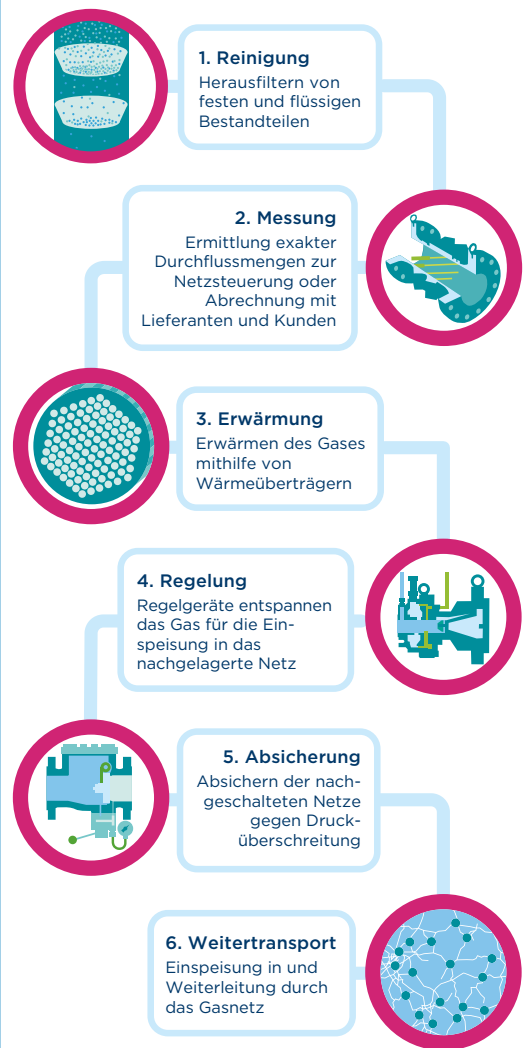 1. Reinigung
Herausfiltern von
festen und flüssigen
Bestandteilen
2. Messung
Ermittlung exakter
Durchflussmengen zur
Netzsteuerung oder
Abrechnung mit
Lieferanten und Kunden
3. Erwärmung
Erwärmen des Gases
mithilfe von
Wärmeüberträgern
4. Regelung
Regelgeräte entspannen
das Gas für die Ein-
speisung in das
nachgelagerte Netz
5. Absicherung
Absichern der nach-
geschalteten Netze
gegen Druck-
überschreitung
6. Weitertransport
Einspeisung in und
Weiterleitung durch
das Gasnetz